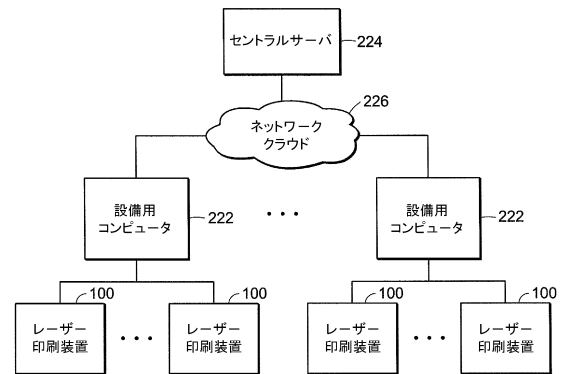 セントラルサーバ
224
226
ネットワーク
クラウド
設備用
コンピュータ
222
・・・
設備用
コンピュータ
222
100
100
100
100
レーザー
印刷装置
・・・
レーザー
印刷装置
レーザー
印刷装置
・・・
レーザー
印刷装置